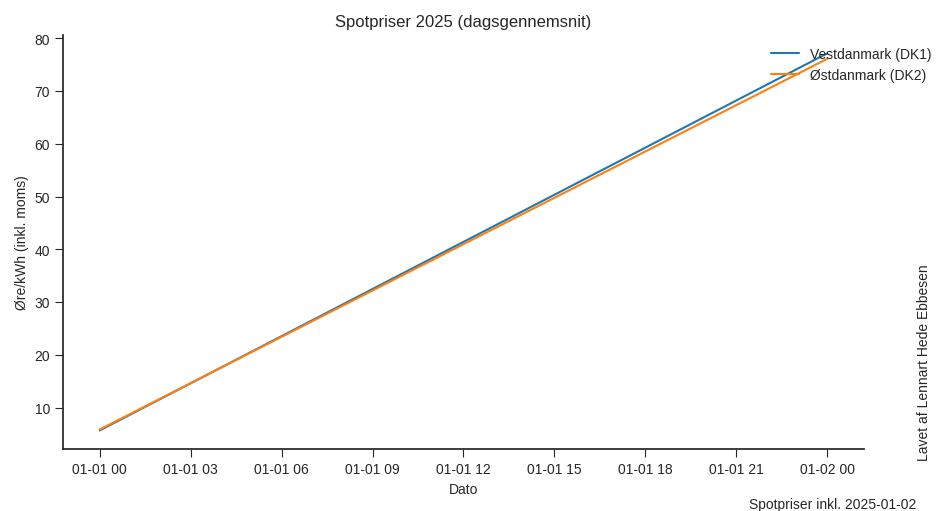 Spotpriser 2025 (dagsgennemsnit)
Vestdanmark (DK1)
Østdanmark (DK2)
Øre/kWh (inkl. moms)
80
70
60
50
40
30
20
10
01-01 00
01-01 03
01-01 06
01-01 09
01-01 12
01-01 15
01-01 18
01-01 21
01-02 00
Dato
Lavet af Lennart Hede Ebbesen
Spotpriser inkl. 2025-01-02